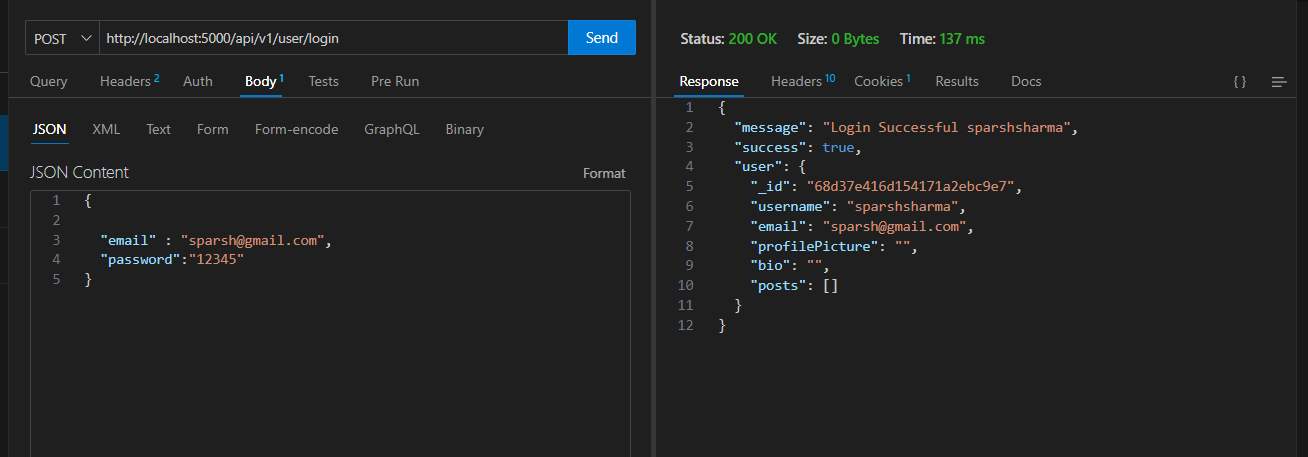 POST http://localhost:5000/api/v1/user/login Send
Query Headers 2 Auth Body 1 Tests Pre Run
JSON XML Text Form Form-encode GraphQL Binary
JSON Content Format
1 {
2
3 "email" : "sparsh@gmail.com",
4 "password":"12345"
5 }
Status: 200 OK Size: 0 Bytes Time: 137 ms
Response Headers 10 Cookies 1 Results Docs { }
1 {
2 "message": "Login Successful sparshsharma",
3 "success": true,
4 "user": {
5 "_id": "68d37e416d154171a2ebc9e7",
6 "username": "sparshsharma",
7 "email": "sparsh@gmail.com",
8 "profilePicture": "",
9 "bio": "",
10 "posts": []
11 }
12 }